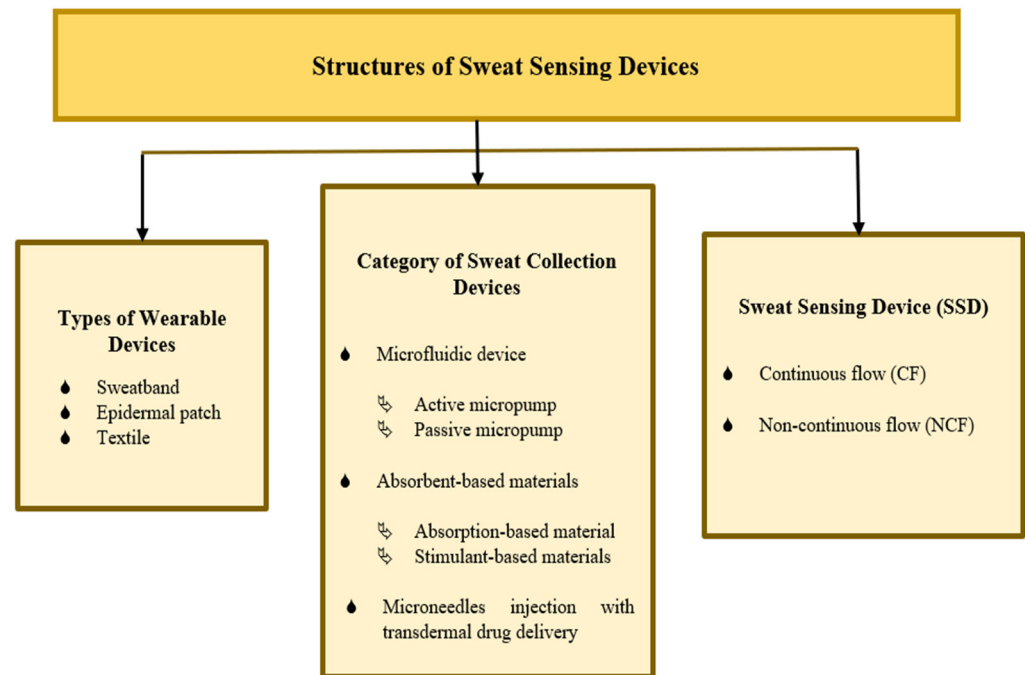 Structures of Sweat Sensing Devices
Types of Wearable
Devices
Sweatband
Epidermal patch
Textile
Category of Sweat Collection
Devices
Microfluidic device
Active micropump
Passive micropump
Absorbent-based materials
Absorption-based material
Stimulant-based materials
Microneedles injection with
transdermal drug delivery
Sweat Sensing Device (SSD)
Continuous flow (CF)
Non-continuous flow (NCF)